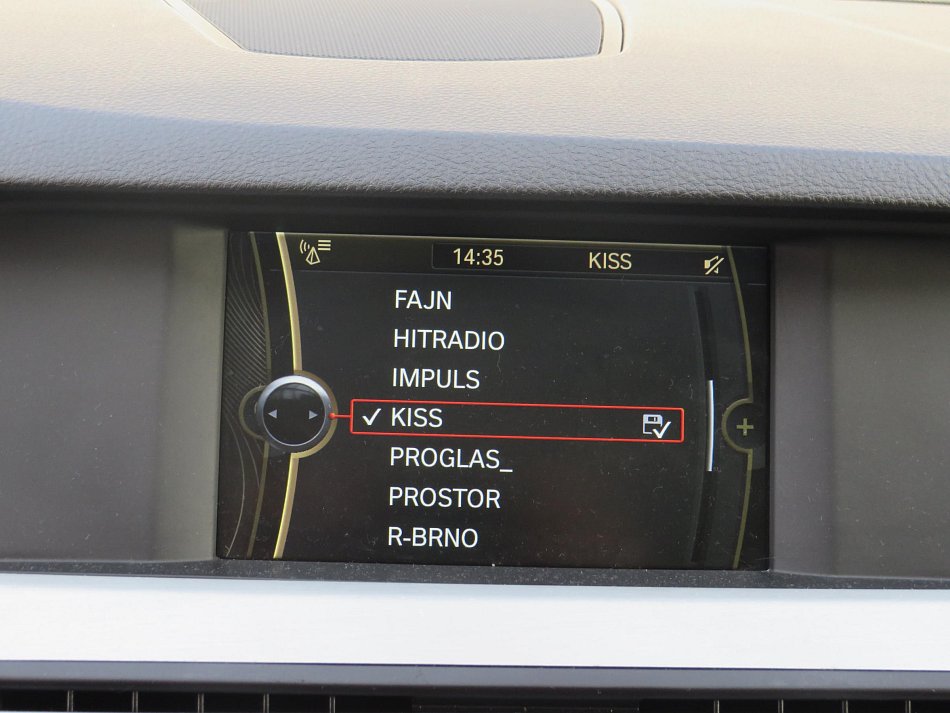 14:35 KISS
FAJN
HITRADIO
IMPULS
KISS
PROGLAS_
PROSTOR
R-BRNO